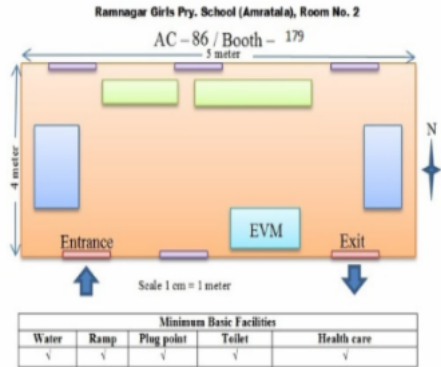 Ramnagar Girls Pry. School (Amratala), Room No. 2
AC – 86 / Booth – 179
5 meter
4 meter
N
EVM
Entrance
Exit
Scale 1 cm = 1 meter
Minimum Basic Facilities
Water Ramp Plug point Toilet Health care
√ √ √ √ √